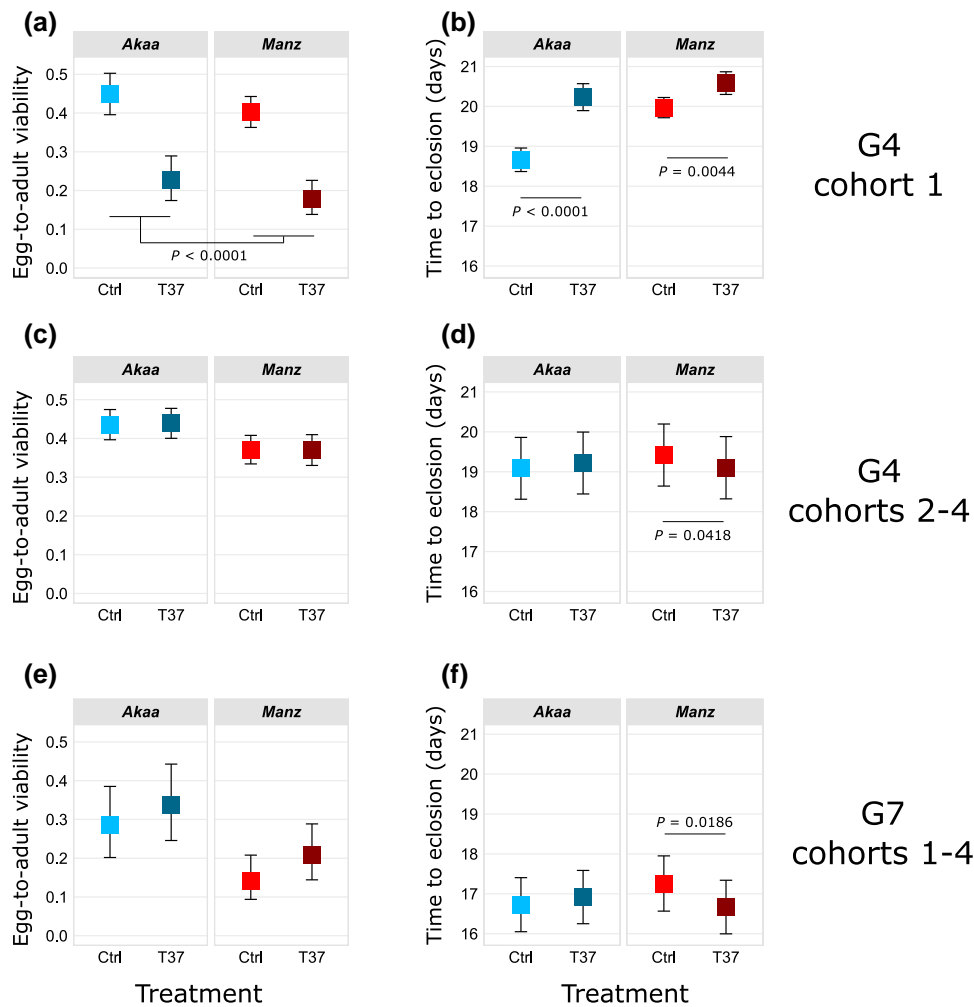 (a)
Akaa
Manz
Egg-to-adult viability
0.5
0.4
0.3
0.2
0.1
0.0
P < 0.0001
Ctrl
T37
Ctrl
T37
(b)
Akaa
Manz
Time to eclosion (days)
21
20
19
18
17
16
P < 0.0001
P = 0.0044
Ctrl
T37
Ctrl
T37
G4
cohort 1
(c)
Akaa
Manz
Egg-to-adult viability
0.5
0.4
0.3
0.2
0.1
0.0
Ctrl
T37
Ctrl
T37
(d)
Akaa
Manz
Time to eclosion (days)
21
20
19
18
17
16
P = 0.0418
Ctrl
T37
Ctrl
T37
G4
cohorts 2-4
(e)
Akaa
Manz
Egg-to-adult viability
0.5
0.4
0.3
0.2
0.1
0.0
Ctrl
T37
Ctrl
T37
Treatment
(f)
Akaa
Manz
Time to eclosion (days)
21
20
19
18
17
16
P = 0.0186
Ctrl
T37
Ctrl
T37
Treatment
G7
cohorts 1-4